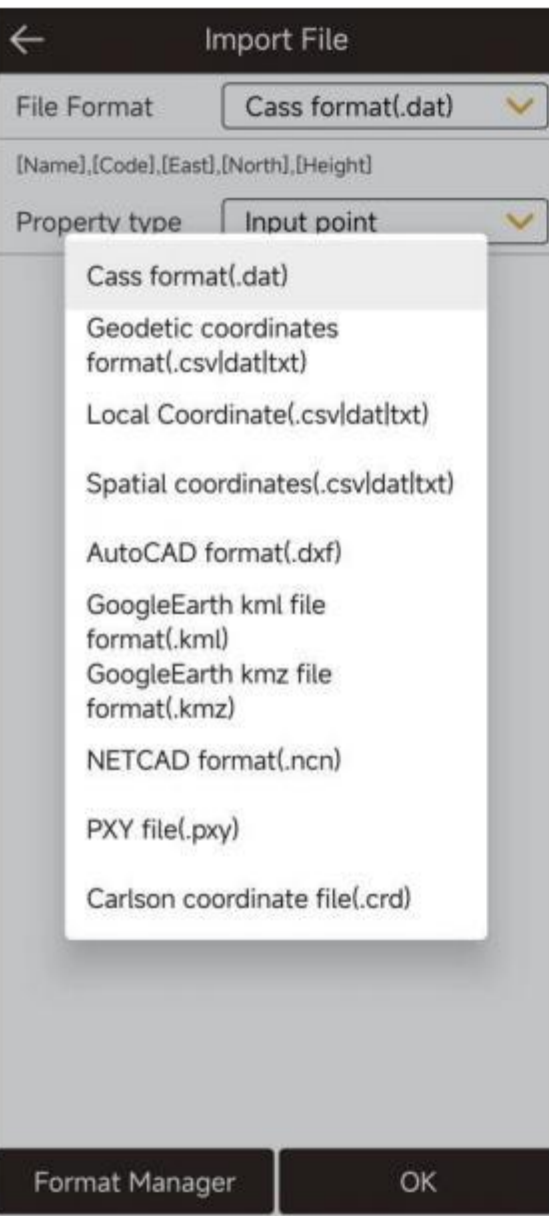 Import File
File Format Cass format(.dat)
[Name],[Code],[East],[North],[Height]
Property type Input point
Cass format(.dat)
Geodetic coordinates
format(.csv|dat|txt)
Local Coordinate(.csv|dat|txt)
Spatial coordinates(.csv|dat|txt)
AutoCAD format(.dxf)
GoogleEarth kml file
format(.kml)
GoogleEarth kmz file
format(.kmz)
NETCAD format(.ncn)
PXY file(.pxy)
Carlson coordinate file(.crd)
Format Manager OK